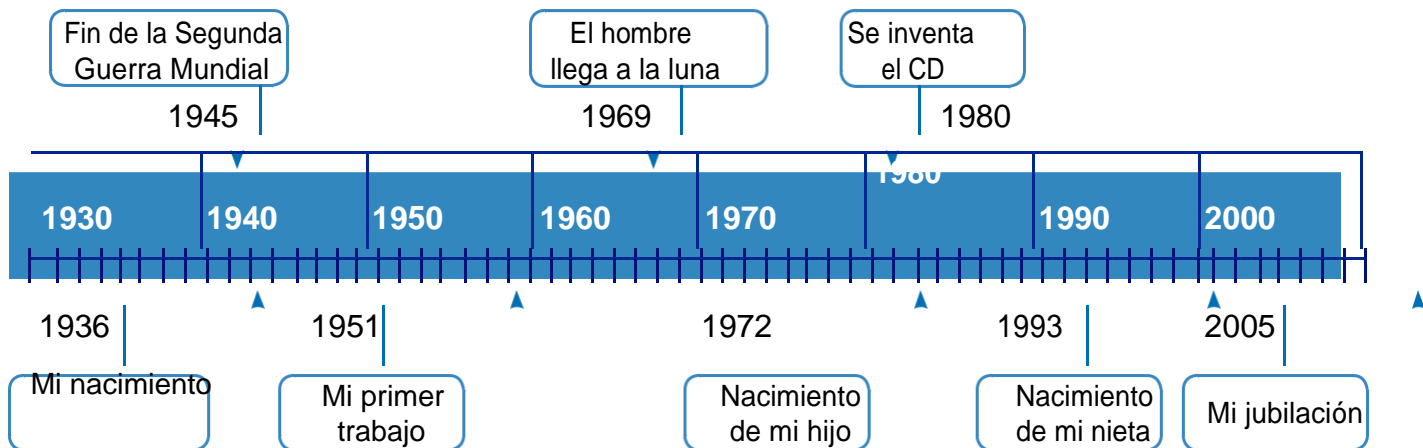 Fin de la Segunda
Guerra Mundial
El hombre
llega a la luna
Se inventa
el CD
1945
1969
1980
1980
1930
1940
1950
1960
1970
1990
2000
1936
1951
1972
1993
2005
Mi nacimiento
Mi primer
trabajo
Nacimiento
de mi hijo
Nacimiento
de mi nieta
Mi jubilación